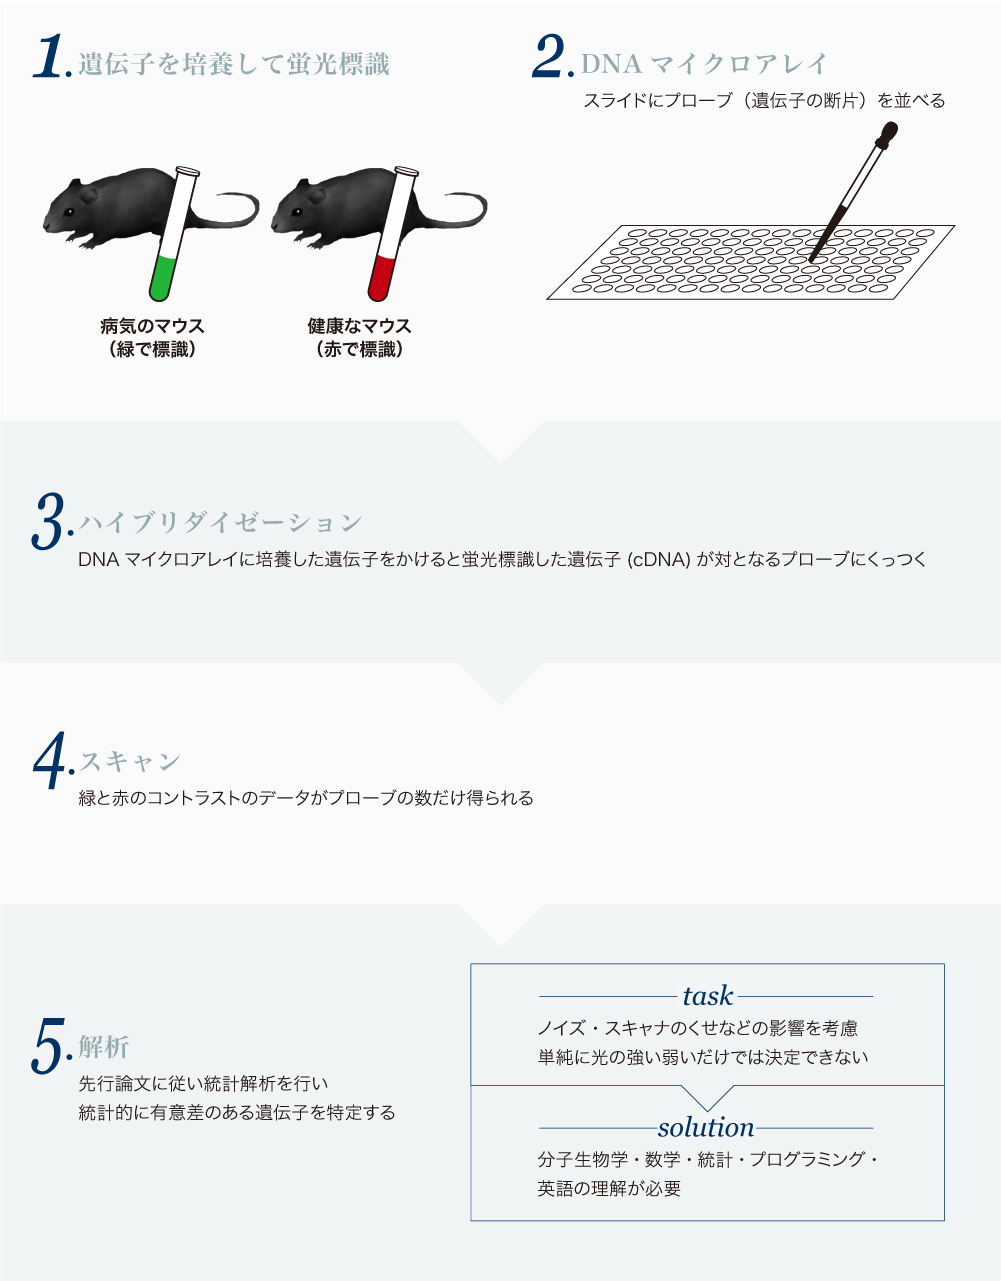 1. 遺伝子を培養して蛍光標識
病気のマウス
（緑で標識）
健康なマウス
（赤で標識）
2. DNA マイクロアレイ
スライドにプローブ（遺伝子の断片）を並べる
3. ハイブリダイゼーション
DNA マイクロアレイに培養した遺伝子をかけると蛍光標識した遺伝子 (cDNA) が対となるプローブにくっつく
4. スキャン
緑と赤のコントラストのデータがプローブの数だけ得られる
5. 解析
先行論文に従い統計解析を行い
統計的に有意差のある遺伝子を特定する
task
ノイズ・スキャナのくせなどの影響を考慮
単純に光の強い弱いだけでは決定できない
solution
分子生物学・数学・統計・プログラミング・
英語の理解が必要